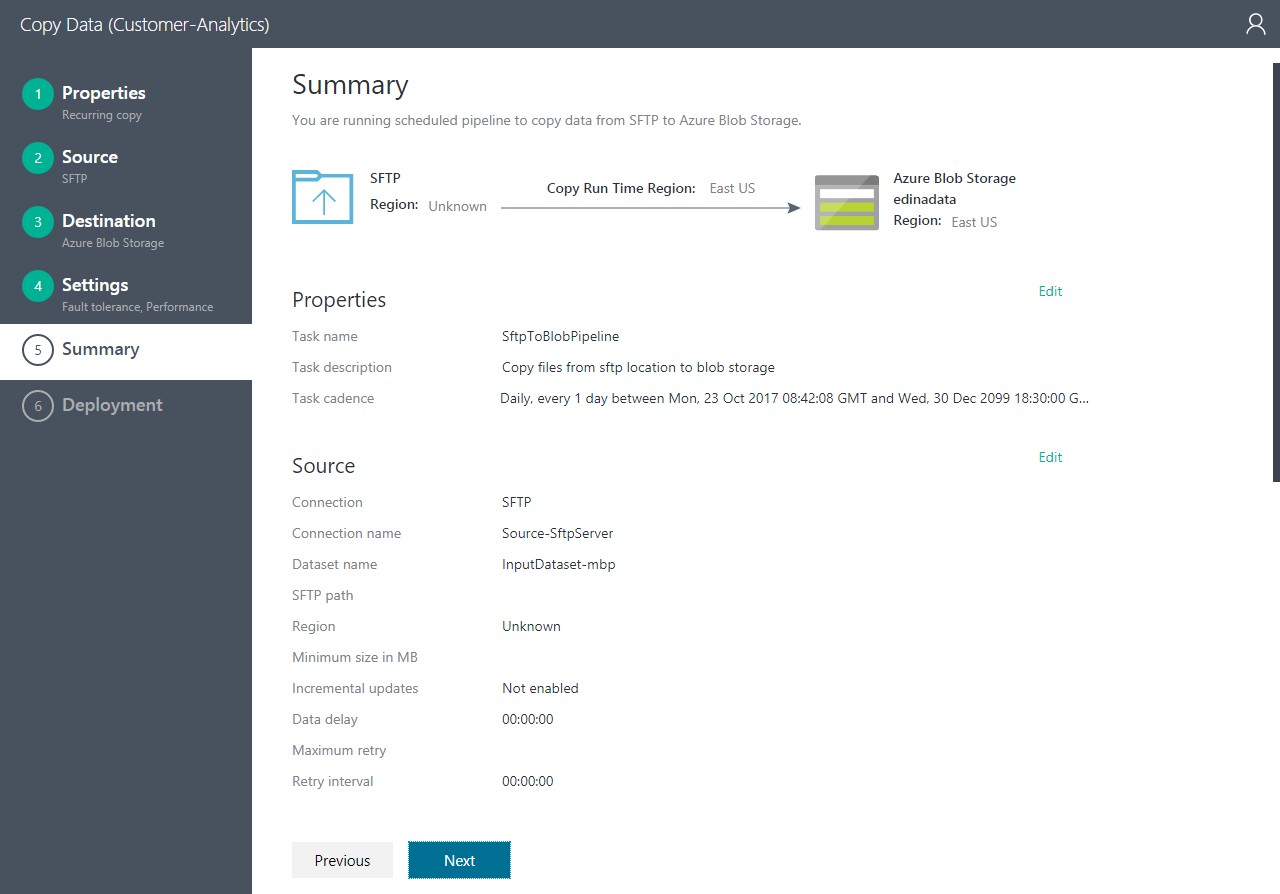 Copy Data (Customer-Analytics)
1 Properties
Recurring copy
2 Source
SFTP
3 Destination
Azure Blob Storage
4 Settings
Fault tolerance, Performance
5 Summary
6 Deployment
Summary
You are running scheduled pipeline to copy data from SFTP to Azure Blob Storage.
SFTP
Region: Unknown
Copy Run Time Region: East US
Azure Blob Storage
edinadata
Region: East US
Properties Edit
Task name SftpToBlobPipeline
Task description Copy files from sftp location to blob storage
Task cadence Daily, every 1 day between Mon, 23 Oct 2017 08:42:08 GMT and Wed, 30 Dec 2099 18:30:00 G...
Source Edit
Connection SFTP
Connection name Source-SftpServer
Dataset name InputDataset-mbp
SFTP path
Region Unknown
Minimum size in MB
Incremental updates Not enabled
Data delay 00:00:00
Maximum retry
Retry interval 00:00:00
Previous Next